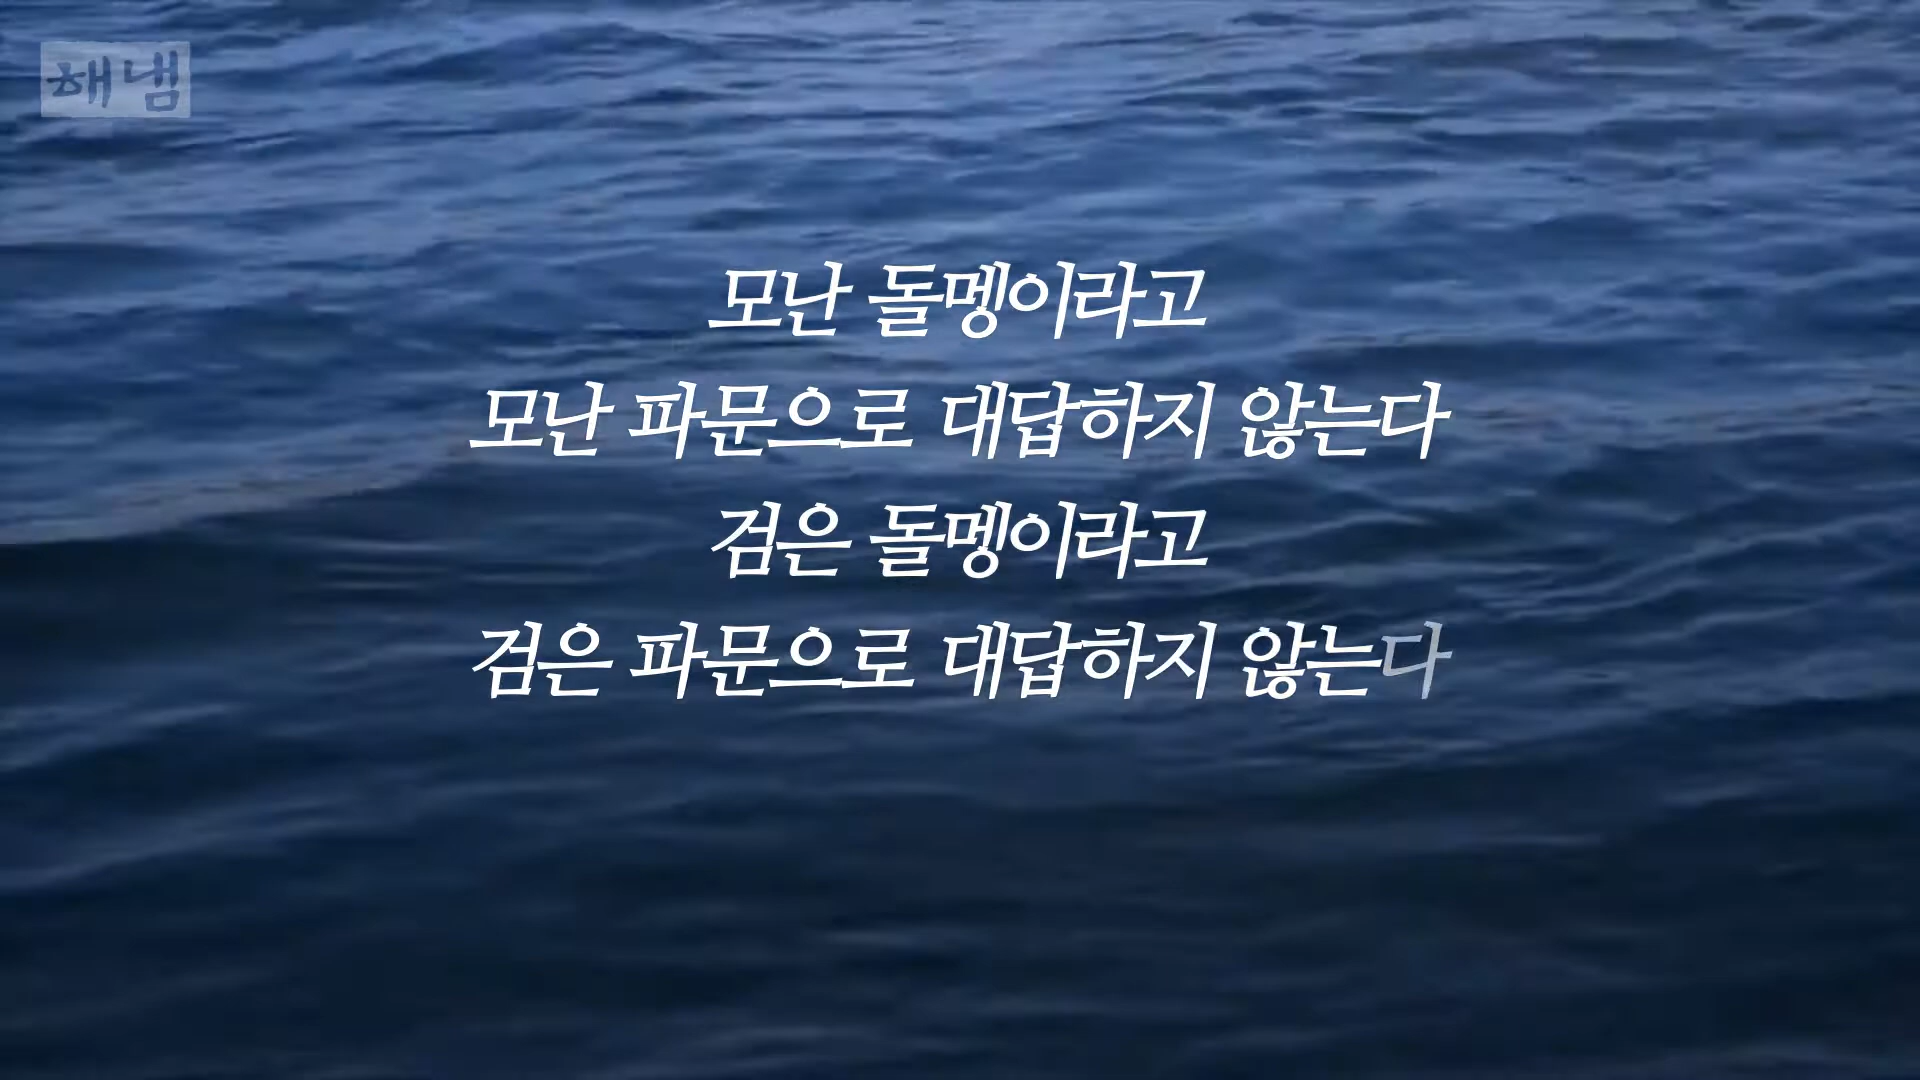 해냄
모난 돌멩이라고
모난 파문으로 대답하지 않는다
검은 돌멩이라고
검은 파문으로 대답하지 않는다